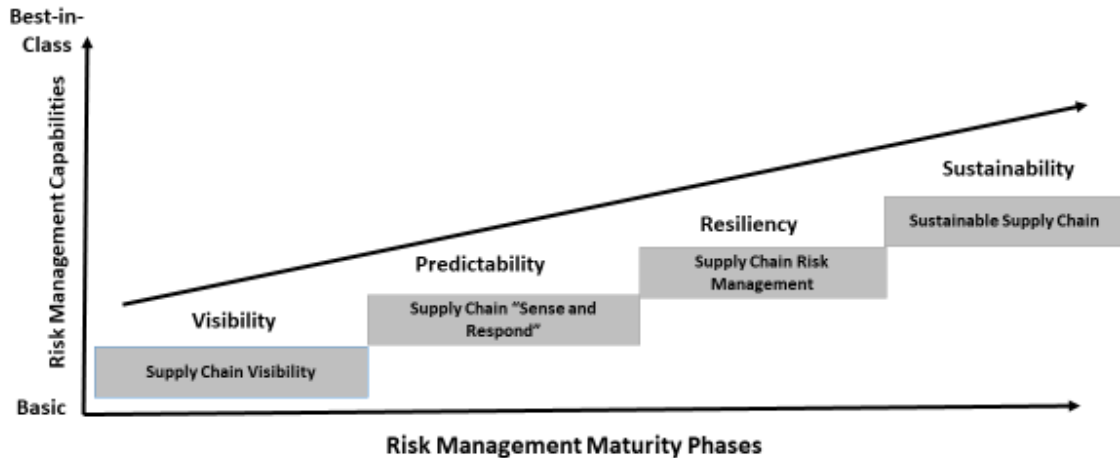 Best-in-
Class
Risk Management Capabilities
Sustainability
Sustainable Supply Chain
Resiliency
Supply Chain Risk
Management
Predictability
Supply Chain “Sense and
Respond”
Visibility
Supply Chain Visibility
Basic
Risk Management Maturity Phases